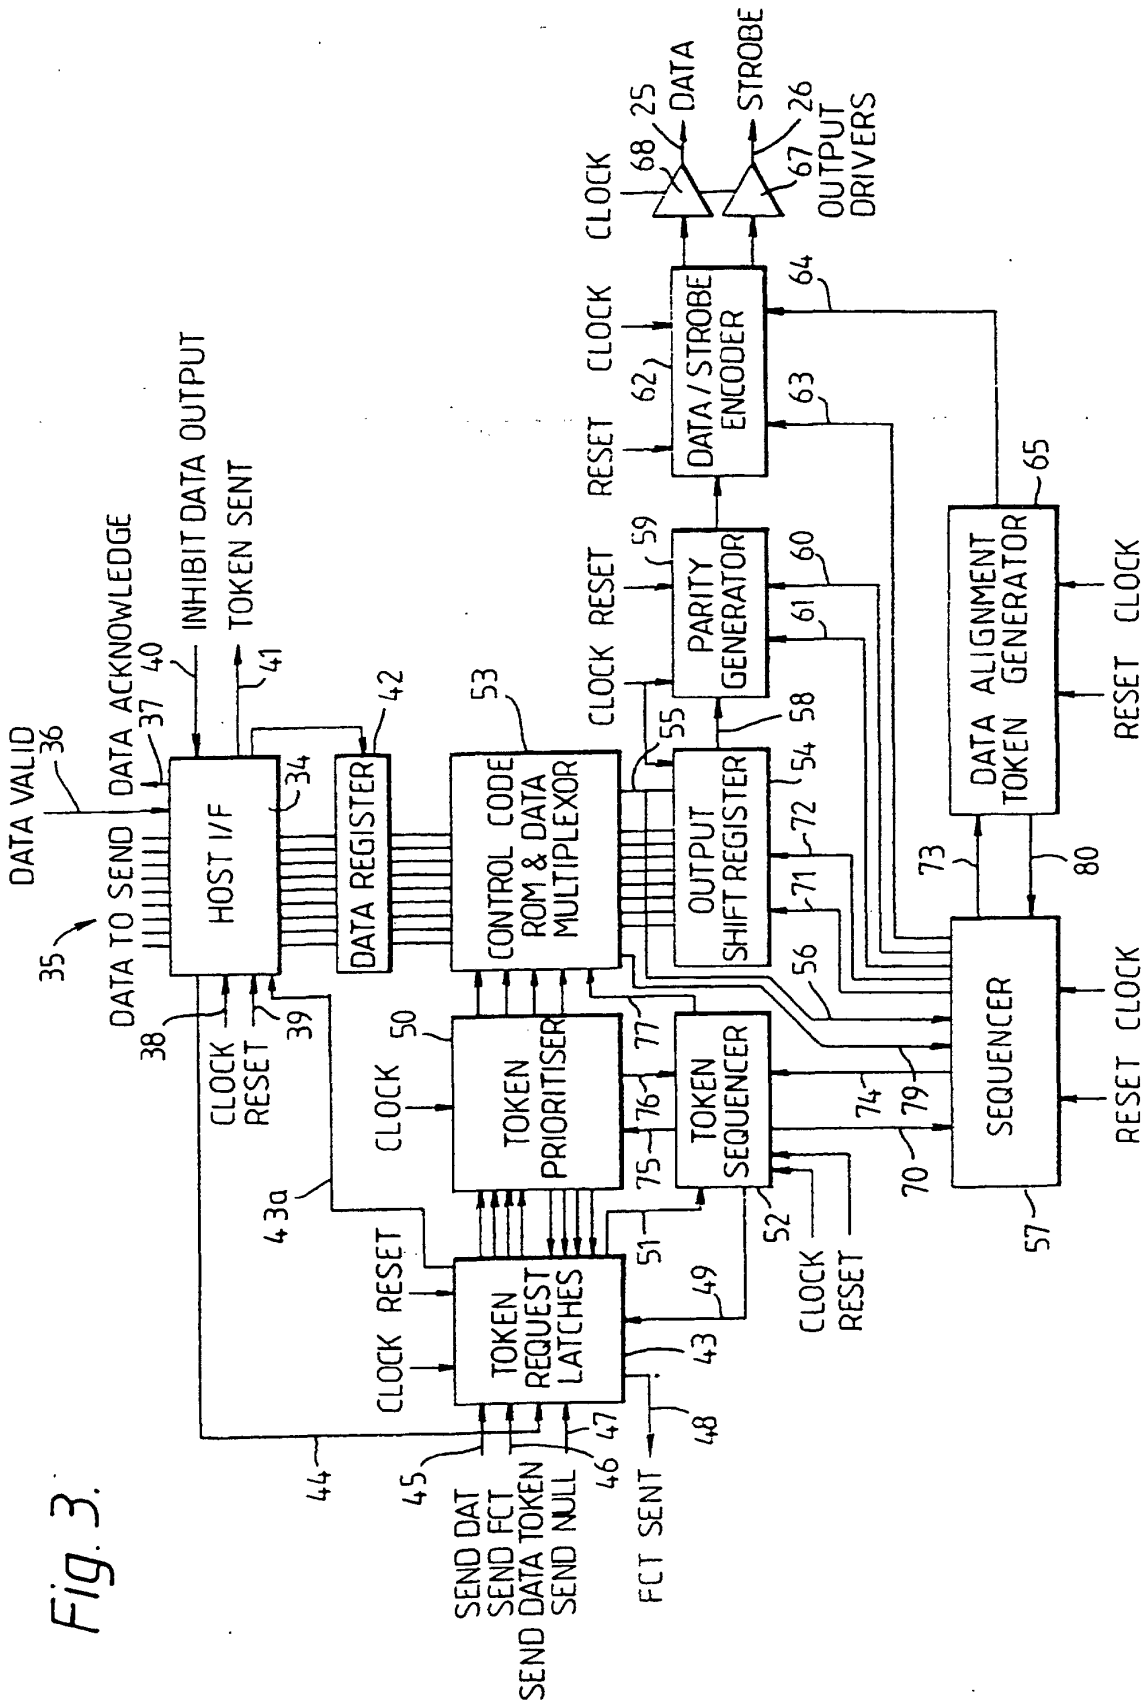 Fig. 3.
DATA VALID
36
35
DATA TO SEND
DATA ACKNOWLEDGE
37
40
INHIBIT DATA OUTPUT
TOKEN SENT
41
HOST I/F
34
38
CLOCK
RESET
39
42
DATA REGISTER
43a
44
53
CONTROL CODE
ROM & DATA
MULTIPLEXOR
50
CLOCK
TOKEN
PRIORITISER
CLOCK RESET
TOKEN
REQUEST
LATCHES
43
45
SEND DAT
SEND FCT
SEND DATA TOKEN
SEND NULL
46
47
48
FCT SENT
49
51
75
76
77
TOKEN
SEQUENCER
52
CLOCK
RESET
55
OUTPUT
SHIFT REGISTER
54
58
71
72
CLOCK RESET
59
PARITY
GENERATOR
61
60
RESET
CLOCK
62
DATA/STROBE
ENCODER
63
64
CLOCK
68
25
DATA
STROBE
26
67
OUTPUT
DRIVERS
56
79
74
70
57
SEQUENCER
RESET CLOCK
73
80
DATA ALIGNMENT
TOKEN GENERATOR
65
RESET CLOCK